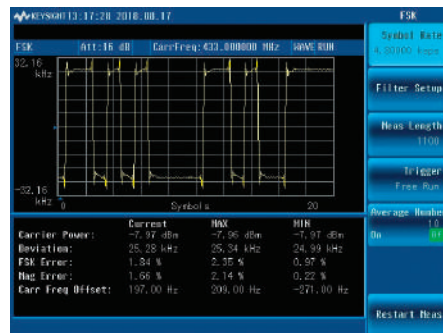 KEYSIGHT 13:17:28 2018.08.17
FSK
FSK Att:16 dB CarrFreq:433.000000 MHz WAVE RUN
32.16
kHz
-32.16
kHz
0 Symbols 20
Current MAX MIN
Carrier Power: -7.97 dBm -7.96 dBm -7.97 dBm
Deviation: 25.28 kHz 25.34 kHz 24.99 kHz
FSK Error: 1.84 % 2.35 % 0.97 %
Mag Error: 1.66 % 2.14 % 0.22 %
Carr Freq Offset: 197.00 Hz 209.00 Hz -271.00 Hz
Symbol Rate
4.80000 ksps
Filter Setup
Meas Length
1100
Trigger
Free Run
Average Number
10
On
Restart Meas